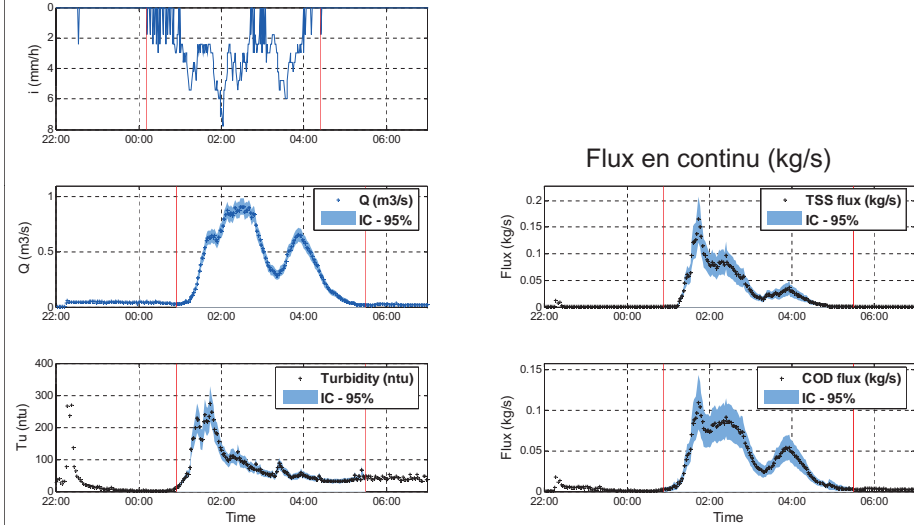 0
2
4
6
8
i (mm/h)
22:00 00:00 02:00 04:00 06:00
Flux en continu (kg/s)
1
0.5
0
Q (m3/s)
Q (m3/s)
IC - 95%
22:00 00:00 02:00 04:00 06:00
0.2
0.15
0.1
0.05
0
Flux (kg/s)
TSS flux (kg/s)
IC - 95%
22:00 00:00 02:00 04:00 06:00
400
300
200
100
0
Tu (ntu)
Turbidity (ntu)
IC - 95%
22:00 00:00 02:00 04:00 06:00
Time
0.15
0.1
0.05
0
Flux (kg/s)
COD flux (kg/s)
IC - 95%
22:00 00:00 02:00 04:00 06:00
Time